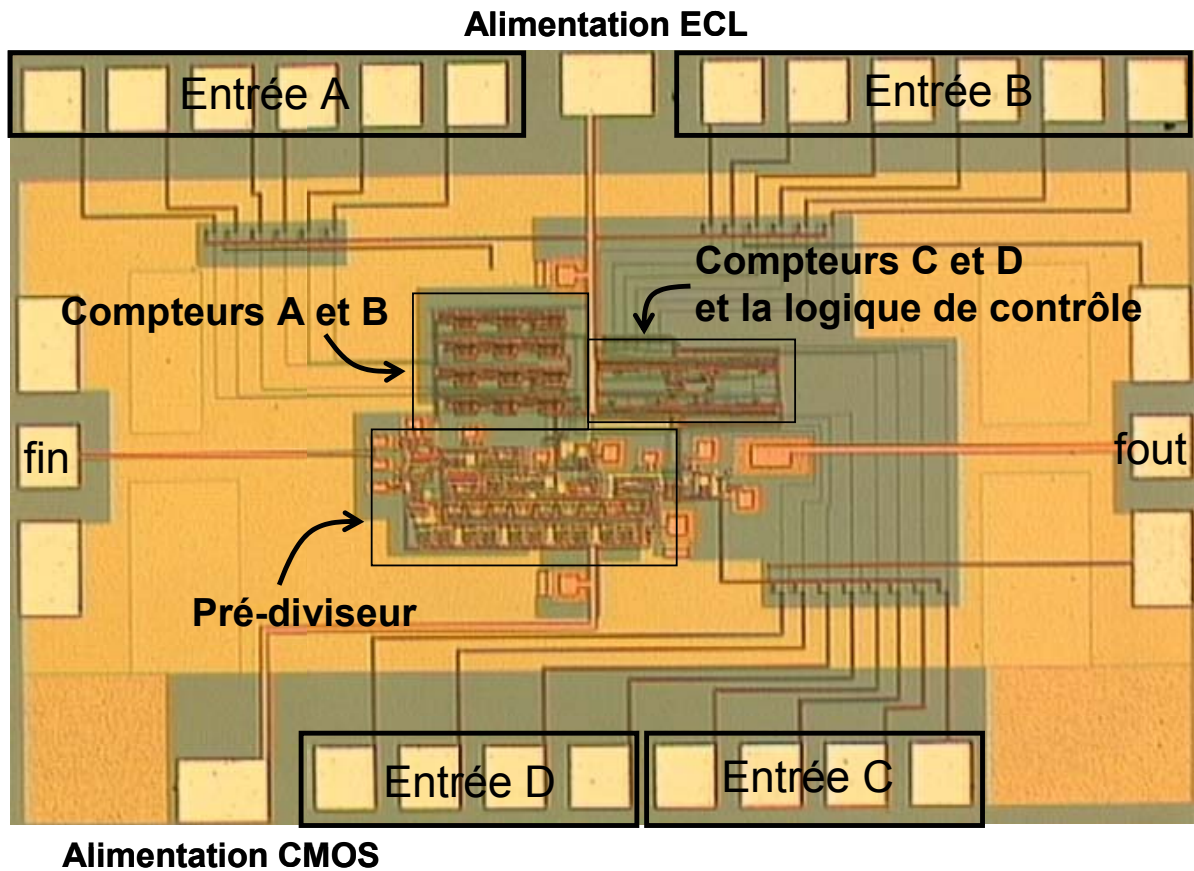 Alimentation ECL
Entrée A
Entrée B
Compteurs C et D
et la logique de contrôle
Compteurs A et B
fin
fout
Pré-diviseur
Entrée D
Entrée C
Alimentation CMOS